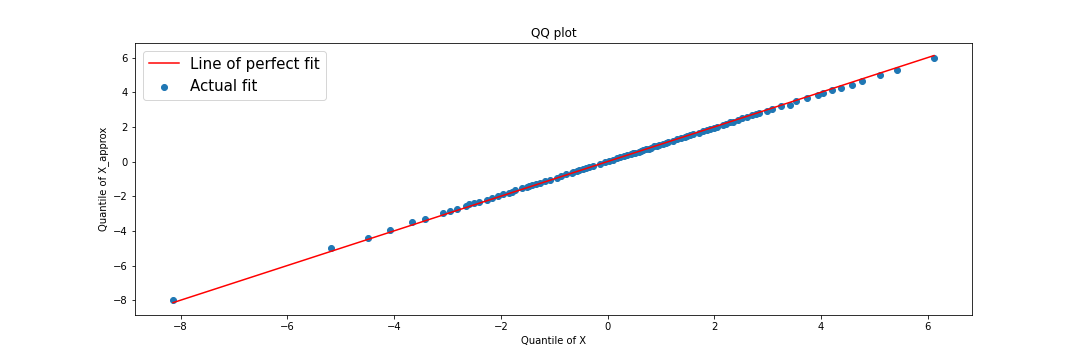 QQ plot
Line of perfect fit
Actual fit
Quantile of X_approx
6
4
2
0
−2
−4
−6
−8
−8 −6 −4 −2 0 2 4 6
Quantile of X